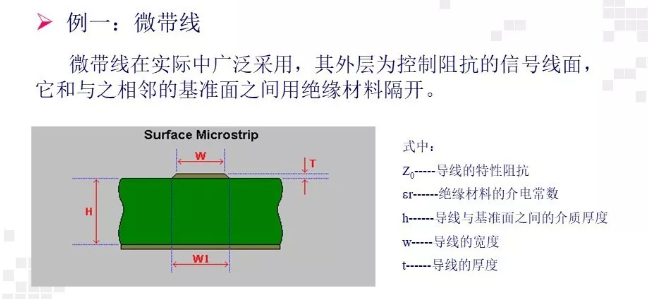 例一：微带线
微带线在实际中广泛采用，其外层为控制阻抗的信号线面，
它和与之相邻的基准面之间用绝缘材料隔开。
Surface Microstrip
W
T
H
W1
式中：
Z0-----导线的特性阻抗
εr------绝缘材料的介电常数
h------导线与基准面之间的介质厚度
w-----导线的宽度
t------导线的厚度